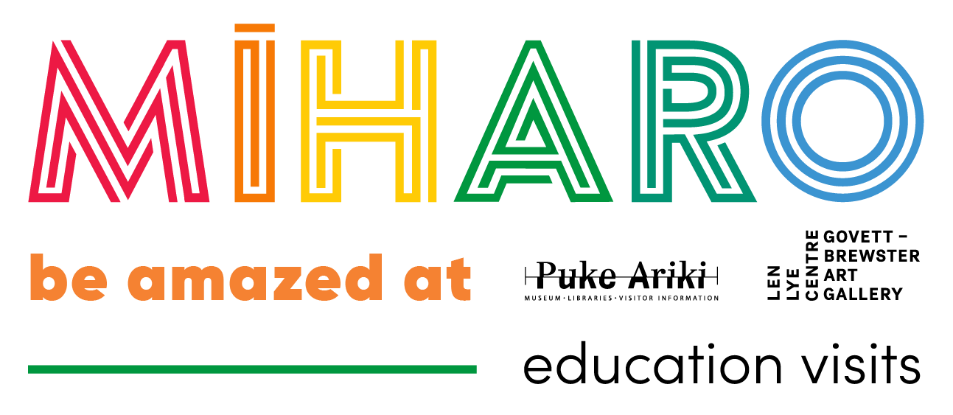 MĪHARO
be amazed at
Puke Ariki
MUSEUM · LIBRARIES · VISITOR INFORMATION
LEN
LYE
CENTRE
GOVETT –
BREWSTER
ART
GALLERY
education visits